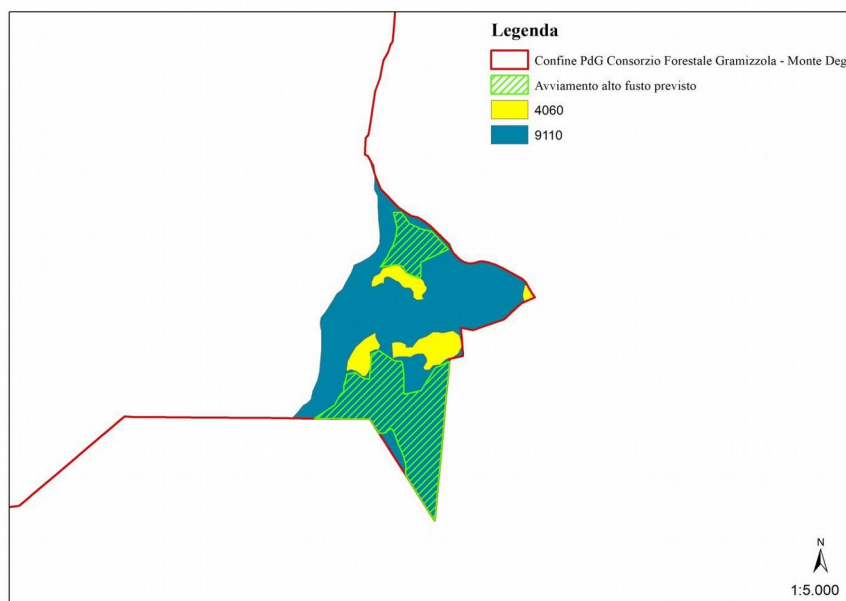 Legenda
Confine PdG Consorzio Forestale Gramizzola - Monte Deg
Avviamento alto fusto previsto
4060
9110
N
1:5.000